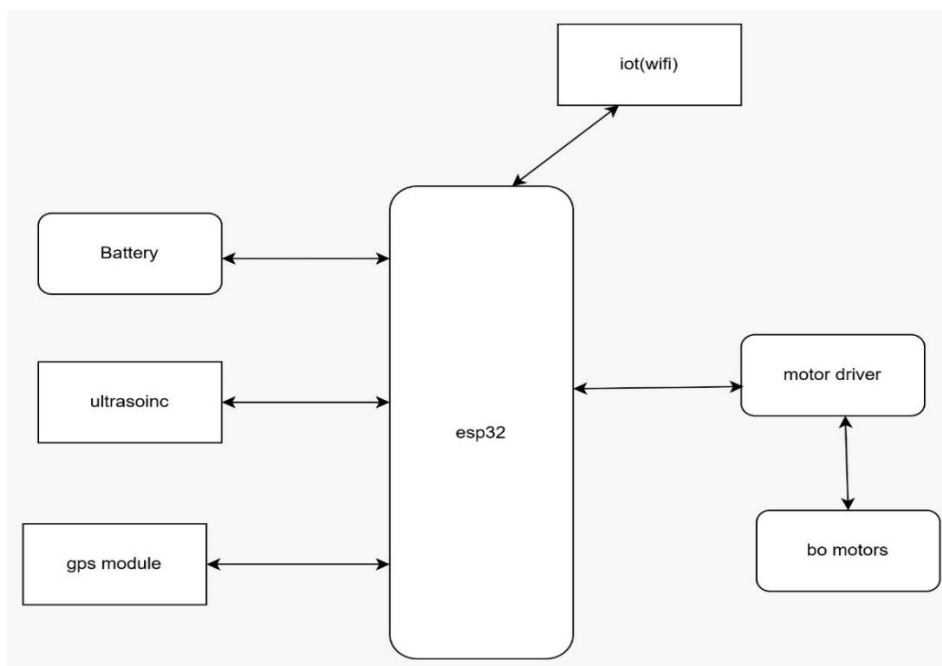 iot(wifi)
Battery
ultrasoinc
gps module
esp32
motor driver
bo motors